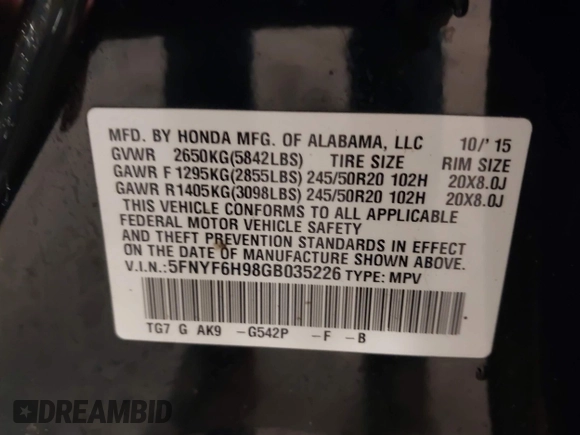 MFD. BY HONDA MFG. OF ALABAMA, LLC 10/'15
GVWR 2650KG(5842LBS) TIRE SIZE RIM SIZE
GAWR F 1295KG(2855LBS) 245/50R20 102H 20X8.0J
GAWR R 1405KG(3098LBS) 245/50R20 102H 20X8.0J
THIS VEHICLE CONFORMS TO ALL APPLICABLE
FEDERAL MOTOR VEHICLE SAFETY
AND THEFT PREVENTION STANDARDS IN EFFECT
ON THE DATE OF MANUFACTURE SHOWN ABOVE.
V.I.N.:5FNYF6H98GB035226 TYPE: MPV
TG7 G AK9 -G542P -F -B
DREAMBID